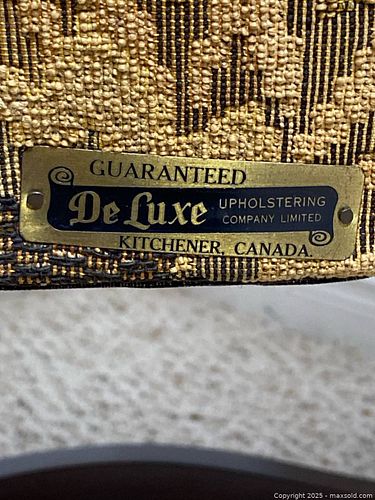 GUARANTEED
De Luxe UPHOLSTERING
COMPANY LIMITED
KITCHENER, CANADA.
Copyright 2025 - maxsold.com